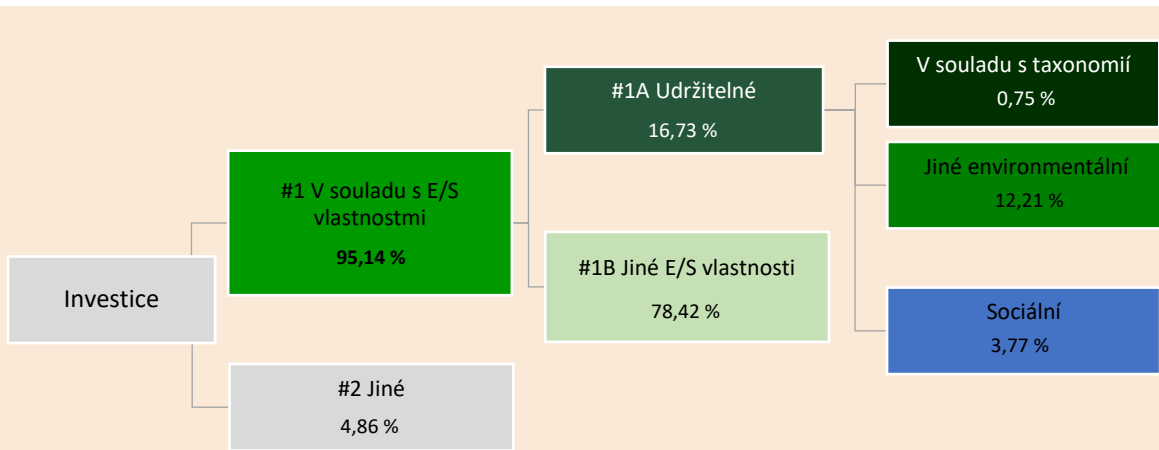 Investice
#1 V souladu s E/S
vlastnostmi
95,14 %
#2 Jiné
4,86 %
#1A Udržitelné
16,73 %
#1B Jiné E/S vlastnosti
78,42 %
V souladu s taxonomií
0,75 %
Jiné environmentální
12,21 %
Sociální
3,77 %